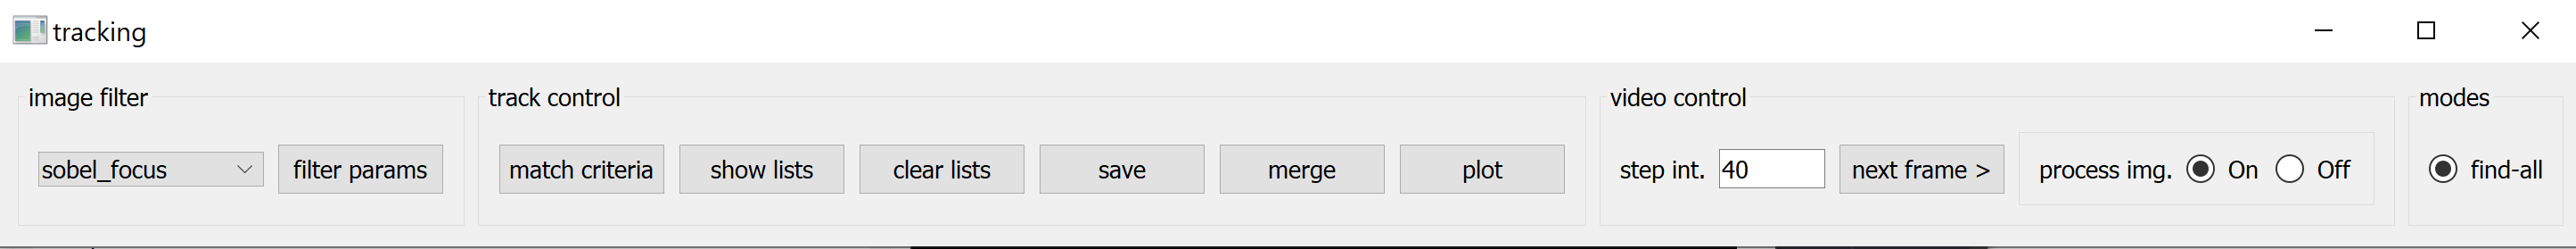 tracking
image filter
sobel_focus filter params
track control
match criteria show lists clear lists save merge plot
video control
step int. 40 next frame > process img. On Off
modes
find-all